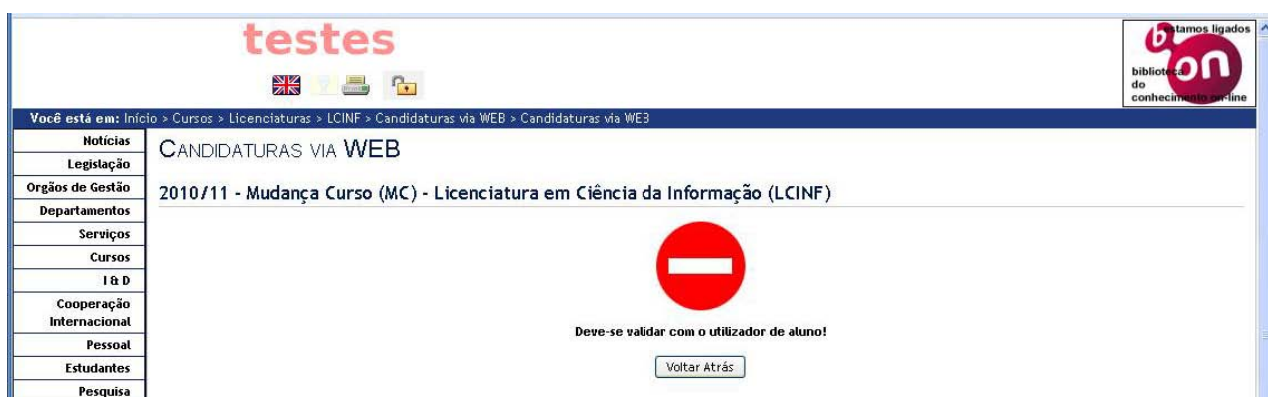 testes
estamos ligados
b
on
biblioteca
do
conhecimento on-line
Você está em: Início > Cursos > Licenciaturas > LCINF > Candidaturas via WEB > Candidaturas via WEB
Notícias
Legislação
Orgãos de Gestão
Departamentos
Serviços
Cursos
I & D
Cooperação
Internacional
Pessoal
Estudantes
Pesquisa
CANDIDATURAS VIA WEB
2010/11 - Mudança Curso (MC) - Licenciatura em Ciência da Informação (LCINF)
Deve-se validar com o utilizador de aluno!
Voltar Atrás